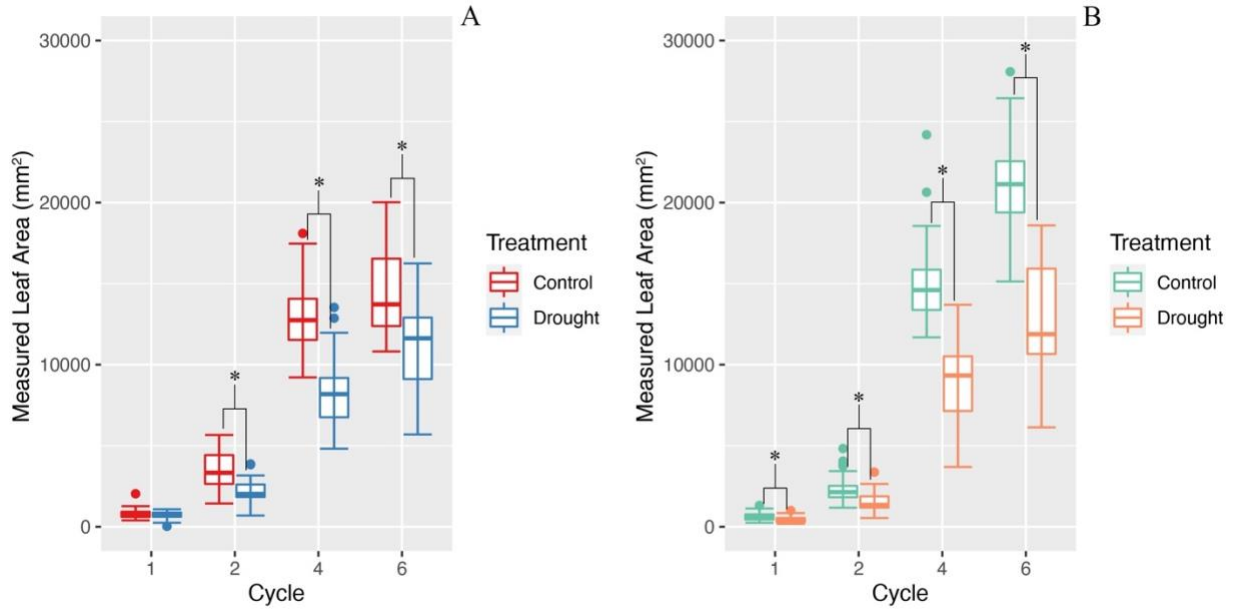 A
30000
20000
10000
0
Measured Leaf Area (mm²)
*
*
*
1
2
4
6
Cycle
Treatment
Control
Drought
B
30000
20000
10000
0
Measured Leaf Area (mm²)
*
*
*
*
1
2
4
6
Cycle
Treatment
Control
Drought